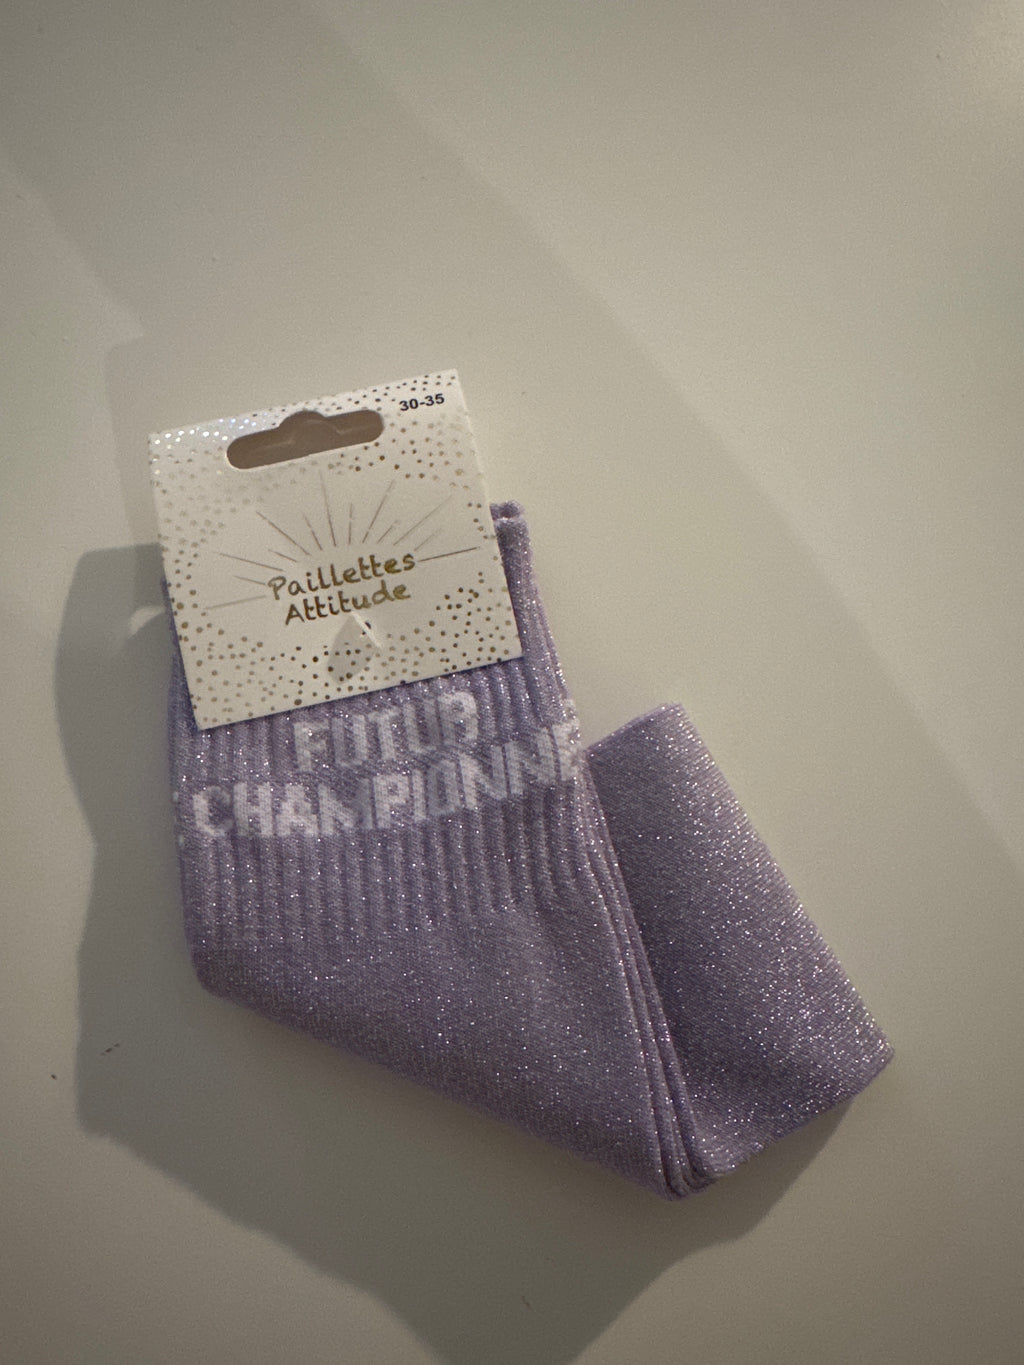 30-35
Paillettes
Attitude
FUTUR
CHAMPIONNE